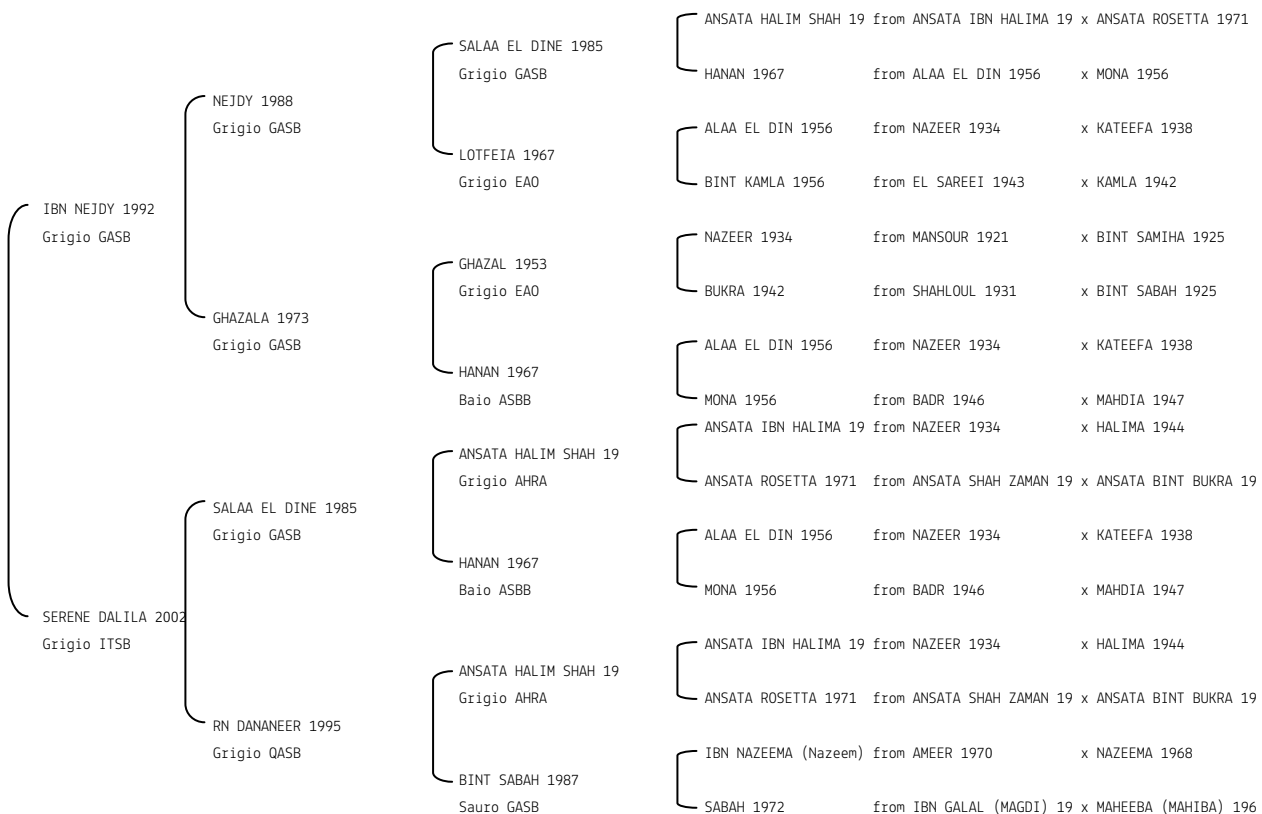 ANSATA HALIM SHAH 19 from ANSATA IBN HALIMA 19 x ANSATA ROSETTA 1971
SALAA EL DINE 1985
Grigio GASB
HANAN 1967 from ALAA EL DIN 1956 x MONA 1956
NEJDY 1988
Grigio GASB
ALAA EL DIN 1956 from NAZEER 1934 x KATEEFA 1938
LOTFEIA 1967
Grigio EAO
BINT KAMLA 1956 from EL SAREEI 1943 x KAMLA 1942
IBN NEJDY 1992
Grigio GASB
NAZEER 1934 from MANSOUR 1921 x BINT SAMIHA 1925
GHAZAL 1953
Grigio EAO
BUKRA 1942 from SHAHLOUL 1931 x BINT SABAH 1925
GHAZALA 1973
Grigio GASB
ALAA EL DIN 1956 from NAZEER 1934 x KATEEFA 1938
HANAN 1967
Baio ASBB
MONA 1956 from BADR 1946 x MAHDIA 1947
ANSATA IBN HALIMA 19 from NAZEER 1934 x HALIMA 1944
ANSATA HALIM SHAH 19
Grigio AHRA
ANSATA ROSETTA 1971 from ANSATA SHAH ZAMAN 19 x ANSATA BINT BUKRA 19
SALAA EL DINE 1985
Grigio GASB
ALAA EL DIN 1956 from NAZEER 1934 x KATEEFA 1938
HANAN 1967
Baio ASBB
MONA 1956 from BADR 1946 x MAHDIA 1947
SERENE DALILA 2002
Grigio ITSB
ANSATA IBN HALIMA 19 from NAZEER 1934 x HALIMA 1944
ANSATA HALIM SHAH 19
Grigio AHRA
ANSATA ROSETTA 1971 from ANSATA SHAH ZAMAN 19 x ANSATA BINT BUKRA 19
RN DANANEER 1995
Grigio QASB
IBN NAZEEMA (Nazeem) from AMEER 1970 x NAZEEMA 1968
BINT SABAH 1987
Sauro GASB
SABAH 1972 from IBN GALAL (MAGDI) 19 x MAHEEBA (MAHIBA) 196